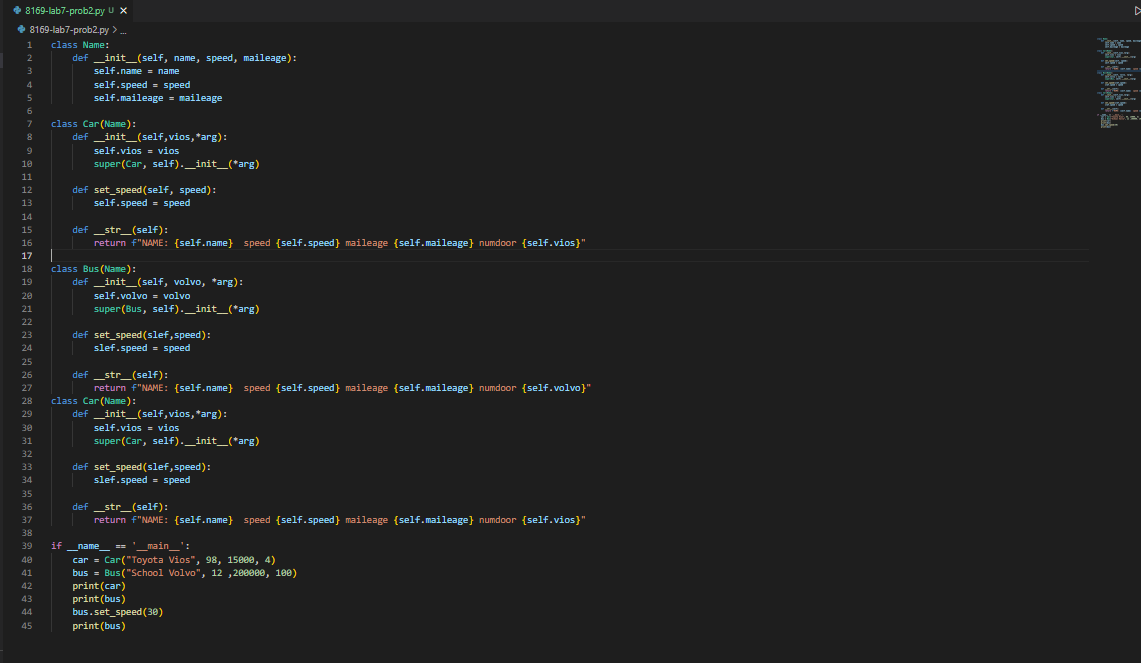 8169-lab7-prob2.py U ×
8169-lab7-prob2.py > ...
1 class Name:
2     def __init__(self, name, speed, maileage):
3         self.name = name
4         self.speed = speed
5         self.maileage = maileage
6
7 class Car(Name):
8     def __init__(self,vios,*arg):
9         self.vios = vios
10         super(Car, self).__init__(*arg)
11
12     def set_speed(self, speed):
13         self.speed = speed
14
15     def __str__(self):
16         return f"NAME: {self.name}  speed {self.speed} maileage {self.maileage} numdoor {self.vios}"
17
18 class Bus(Name):
19     def __init__(self, volvo, *arg):
20         self.volvo = volvo
21         super(Bus, self).__init__(*arg)
22
23     def set_speed(slef,speed):
24         slef.speed = speed
25
26     def __str__(self):
27         return f"NAME: {self.name}  speed {self.speed} maileage {self.maileage} numdoor {self.volvo}"
28 class Car(Name):
29     def __init__(self,vios,*arg):
30         self.vios = vios
31         super(Car, self).__init__(*arg)
32
33     def set_speed(slef,speed):
34         slef.speed = speed
35
36     def __str__(self):
37         return f"NAME: {self.name}  speed {self.speed} maileage {self.maileage} numdoor {self.vios}"
38
39 if __name__ == '__main__':
40     car = Car("Toyota Vios", 98, 15000, 4)
41     bus = Bus("School Volvo", 12 ,200000, 100)
42     print(car)
43     print(bus)
44     bus.set_speed(30)
45     print(bus)